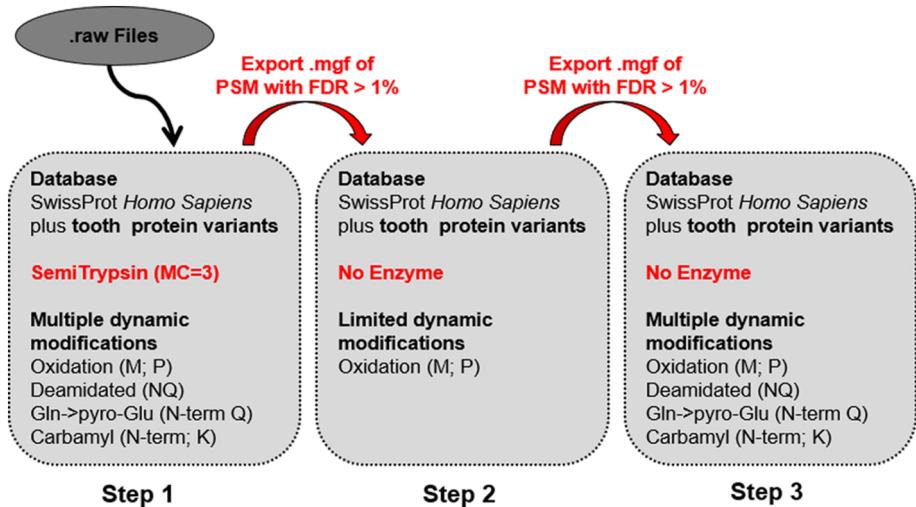 .raw Files
Export .mgf of
PSM with FDR > 1%
Export .mgf of
PSM with FDR > 1%
Database
SwissProt Homo Sapiens
plus tooth protein variants
SemiTrypsin (MC=3)
Multiple dynamic
modifications
Oxidation (M; P)
Deamidated (NQ)
Gln->pyro-Glu (N-term Q)
Carbamyl (N-term; K)
Step 1
Database
SwissProt Homo Sapiens
plus tooth protein variants
No Enzyme
Limited dynamic
modifications
Oxidation (M; P)
Step 2
Database
SwissProt Homo Sapiens
plus tooth protein variants
No Enzyme
Multiple dynamic
modifications
Oxidation (M; P)
Deamidated (NQ)
Gln->pyro-Glu (N-term Q)
Carbamyl (N-term; K)
Step 3